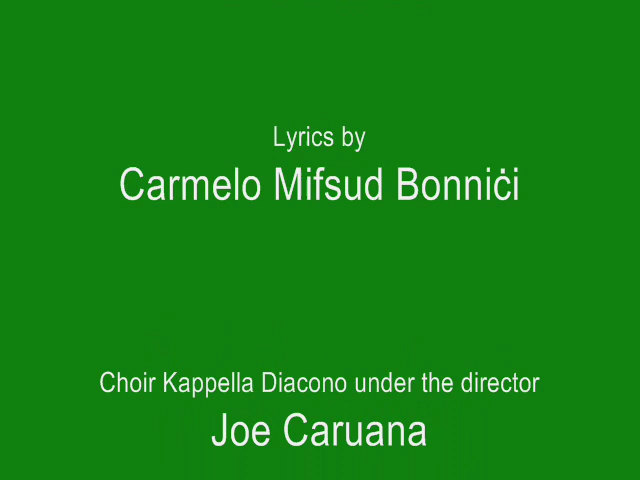 Lyrics by
Carmelo Mifsud Bonniċi
Choir Kappella Diacono under the director
Joe Caruana